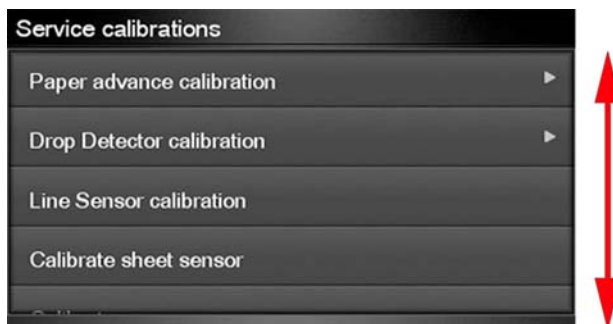 Service calibrations
Paper advance calibration
Drop Detector calibration
Line Sensor calibration
Calibrate sheet sensor